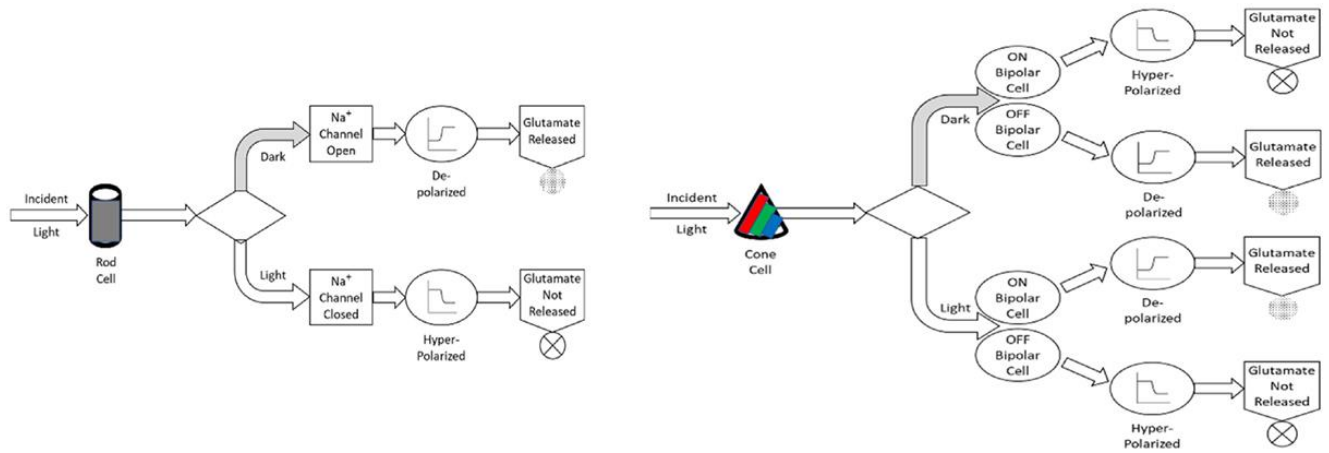 Incident
Light
Rod
Cell
Dark
Na⁺
Channel
Open
De-
polarized
Glutamate
Released
Light
Na⁺
Channel
Closed
Hyper-
Polarized
Glutamate
Not
Released
Incident
Light
Cone
Cell
Dark
ON
Bipolar
Cell
Hyper-
Polarized
Glutamate
Not
Released
OFF
Bipolar
Cell
De-
polarized
Glutamate
Released
Light
ON
Bipolar
Cell
De-
polarized
Glutamate
Released
OFF
Bipolar
Cell
Hyper-
Polarized
Glutamate
Not
Released